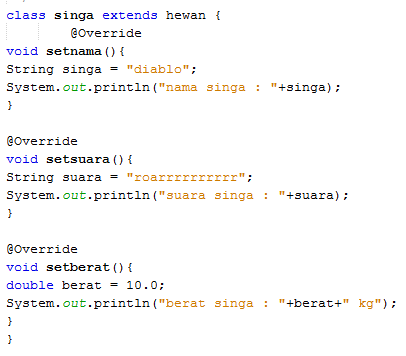 class singa extends hewan {
@Override
void setnama(){
String singa = "diablo";
System.out.println("nama singa : "+singa);
}
@Override
void setsuara(){
String suara = "roarrrrrrrrrr";
System.out.println("suara singa : "+suara);
}
@Override
void setberat(){
double berat = 10.0;
System.out.println("berat singa : "+berat+" kg");
}
}